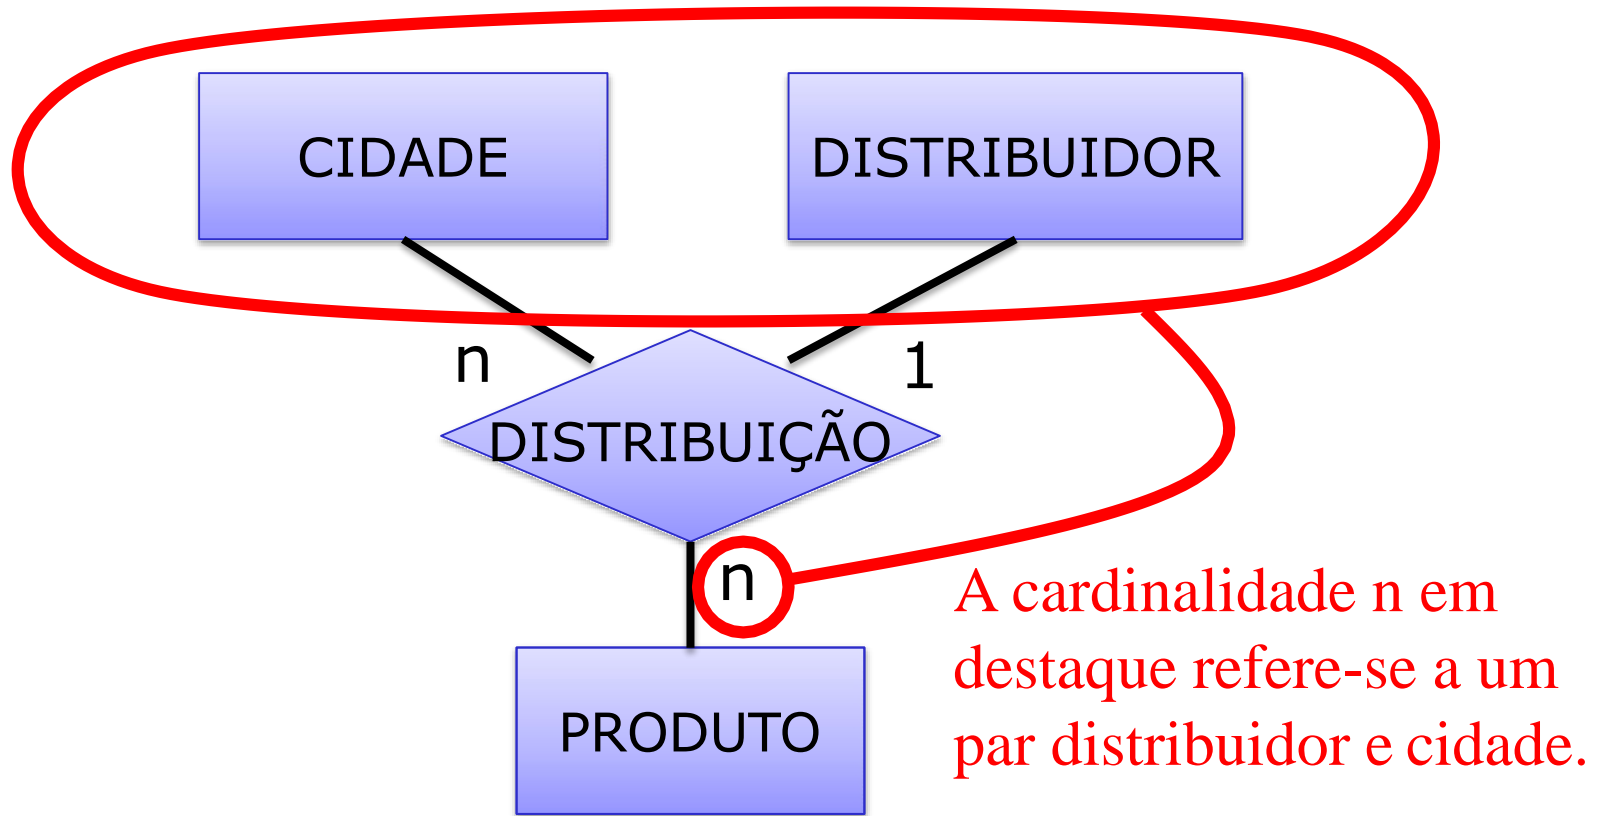 CIDADE
DISTRIBUIDOR
n
1
DISTRIBUIÇÃO
n
PRODUTO
A cardinalidade n em
destaque refere-se a um
par distribuidor e cidade.